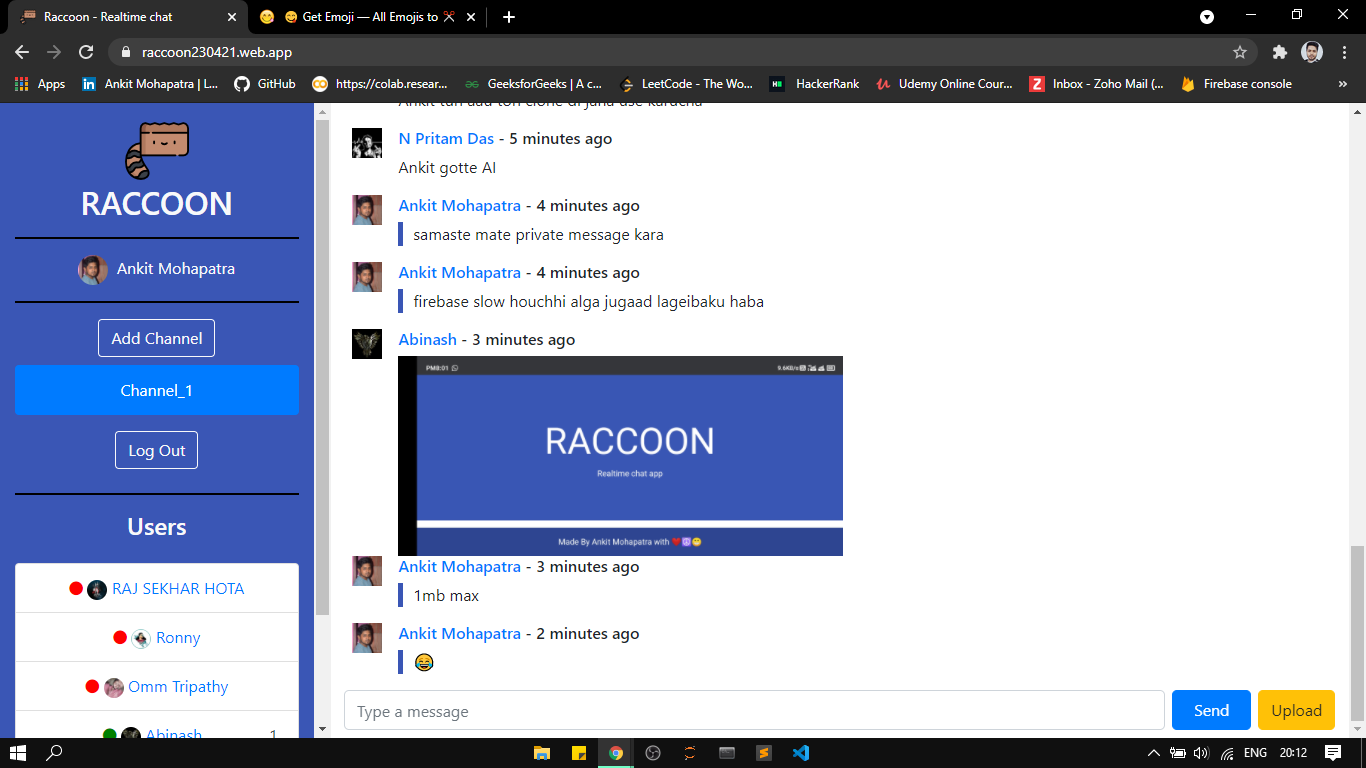 Raccoon - Realtime chat
Get Emoji — All Emojis to ✂
raccoon230421.web.app
Apps
Ankit Mohapatra | L...
GitHub
https://colab.resear...
GeeksforGeeks | A c...
LeetCode - The Wo...
HackerRank
Udemy Online Cour...
Inbox - Zoho Mail (...
Firebase console
»
RACCOON
Ankit Mohapatra
Add Channel
Channel_1
Log Out
Users
RAJ SEKHAR HOTA
Ronny
Omm Tripathy
Abinash 1
N Pritam Das - 5 minutes ago
Ankit gotte AI
Ankit Mohapatra - 4 minutes ago
samaste mate private message kara
Ankit Mohapatra - 4 minutes ago
firebase slow houchhi alga jugaad lageibaku haba
Abinash - 3 minutes ago
PM8:01
9.6KB/s
RACCOON
Realtime chat app
Made By Ankit Mohapatra with ❤️😈😁
Ankit Mohapatra - 3 minutes ago
1mb max
Ankit Mohapatra - 2 minutes ago
😂
Type a message
Send
Upload
ENG
20:12